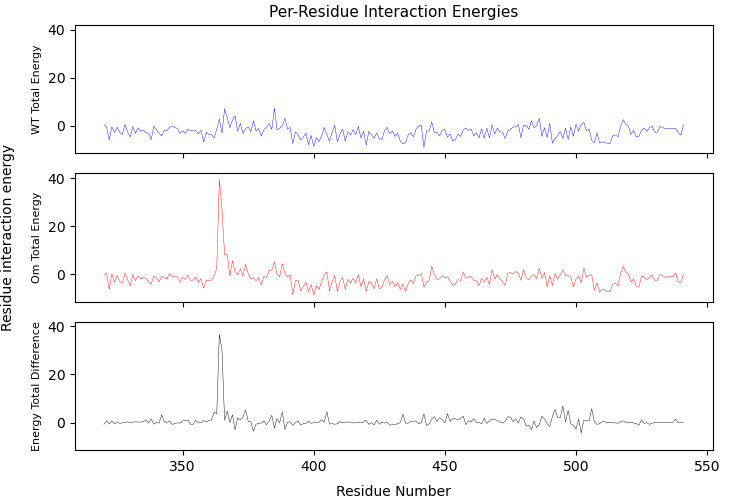 Per-Residue Interaction Energies
Residue interaction energy
WT Total Energy
40
20
0
Om Total Energy
40
20
0
Energy Total Difference
40
20
0
350
400
450
500
550
Residue Number